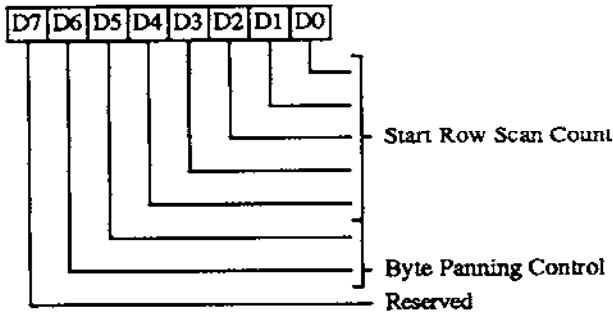 D7 D6 D5 D4 D3 D2 D1 D0
Start Row Scan Count
Byte Panning Control
Reserved